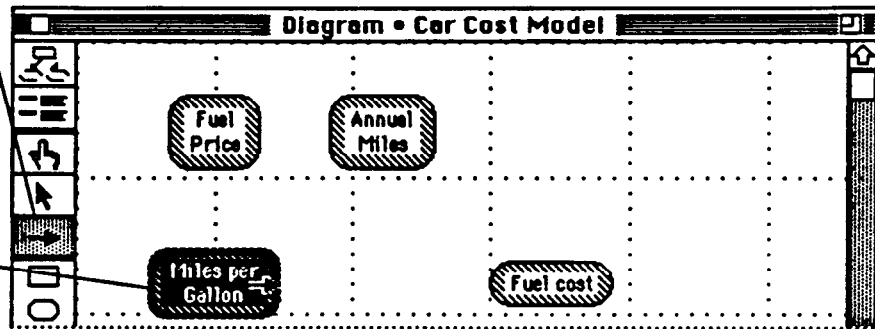 Diagram • Car Cost Model
Fuel
Price
Annual
Miles
Miles per
Gallon
Fuel cost